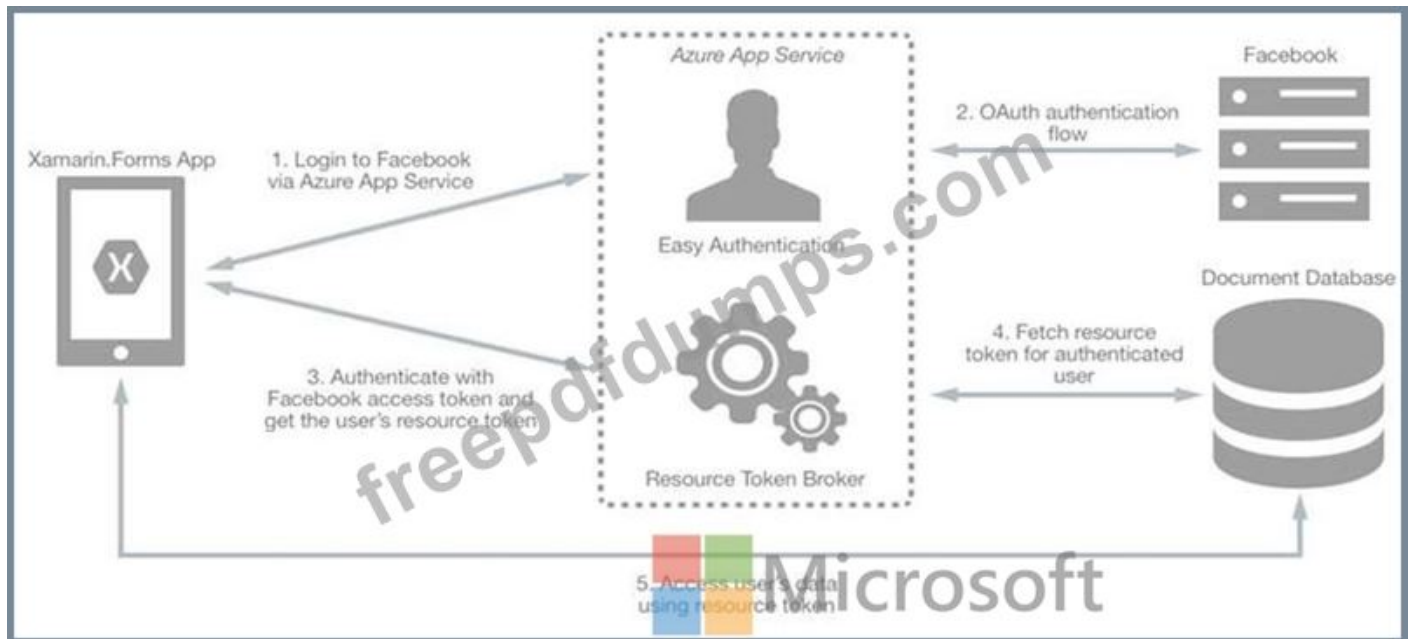 Azure App Service
Facebook
Xamarin.Forms App
1. Login to Facebook
via Azure App Service
2. OAuth authentication
flow
Easy Authentication
Document Database
3. Authenticate with
Facebook access token and
get the user's resource token
4. Fetch resource
token for authenticated
user
Resource Token Broker
5. Access user's data
using resource token
freepdfdumps.com
Microsoft